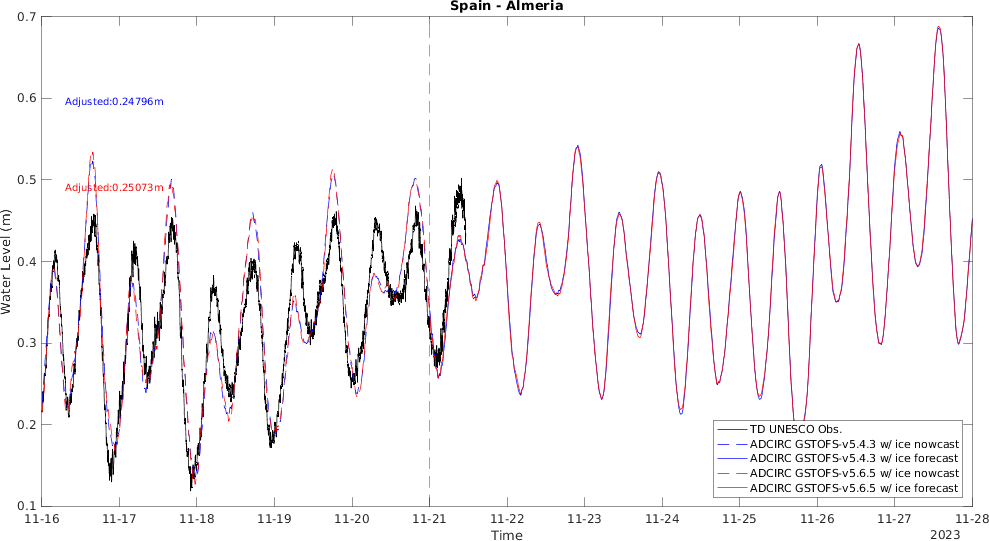 Spain - Almeria
0.7
0.6
0.5
0.4
0.3
0.2
0.1
Water Level (m)
Adjusted:0.24796m
Adjusted:0.25073m
TD UNESCO Obs.
ADCIRC GSTOFS-v5.4.3 w/ ice nowcast
ADCIRC GSTOFS-v5.4.3 w/ ice forecast
ADCIRC GSTOFS-v5.6.5 w/ ice nowcast
ADCIRC GSTOFS-v5.6.5 w/ ice forecast
11-16 11-17 11-18 11-19 11-20 11-21 11-22 11-23 11-24 11-25 11-26 11-27 11-28
Time
2023